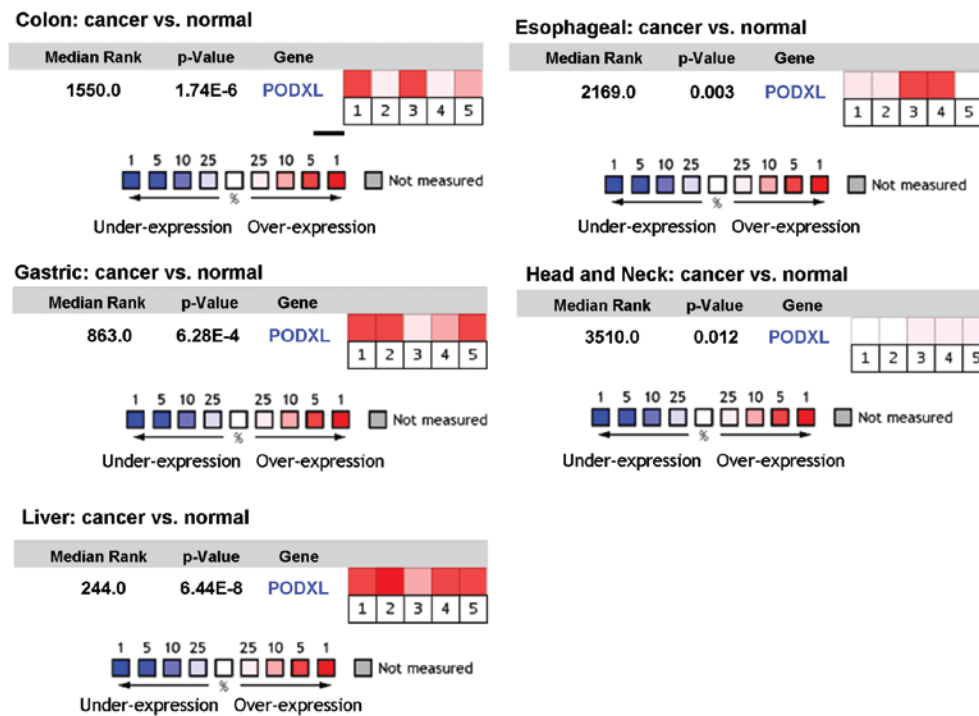 Colon: cancer vs. normal
Median Rank p-Value Gene
1550.0 1.74E-6 PODXL
1 2 3 4 5
1 5 10 25 25 10 5 1
Not measured
%
Under-expression Over-expression
Esophageal: cancer vs. normal
Median Rank p-Value Gene
2169.0 0.003 PODXL
1 2 3 4 5
1 5 10 25 25 10 5 1
Not measured
%
Under-expression Over-expression
Gastric: cancer vs. normal
Median Rank p-Value Gene
863.0 6.28E-4 PODXL
1 2 3 4 5
1 5 10 25 25 10 5 1
Not measured
%
Under-expression Over-expression
Head and Neck: cancer vs. normal
Median Rank p-Value Gene
3510.0 0.012 PODXL
1 2 3 4 5
1 5 10 25 25 10 5 1
Not measured
%
Under-expression Over-expression
Liver: cancer vs. normal
Median Rank p-Value Gene
244.0 6.44E-8 PODXL
1 2 3 4 5
1 5 10 25 25 10 5 1
Not measured
%
Under-expression Over-expression